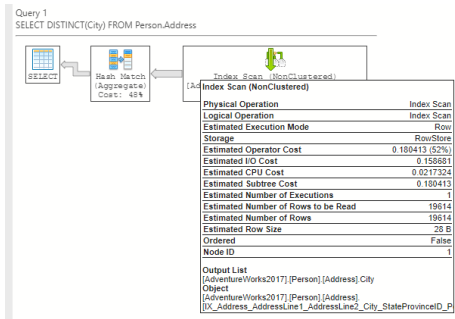 Query 1
SELECT DISTINCT(City) FROM Person.Address
SELECT
Hash Match
(Aggregate)
Cost: 48%
Index Scan (NonClustered)
[Ad
Index Scan (NonClustered)
Physical Operation Index Scan
Logical Operation Index Scan
Estimated Execution Mode Row
Storage RowStore
Estimated Operator Cost 0.180413 (52%)
Estimated I/O Cost 0.158681
Estimated CPU Cost 0.0217324
Estimated Subtree Cost 0.180413
Estimated Number of Executions 1
Estimated Number of Rows to be Read 19614
Estimated Number of Rows 19614
Estimated Row Size 28 B
Ordered False
Node ID 1
Output List
[AdventureWorks2017].[Person].[Address].City
Object
[AdventureWorks2017].[Person].[Address].
[IX_Address_AddressLine1_AddressLine2_City_StateProvinceID_P